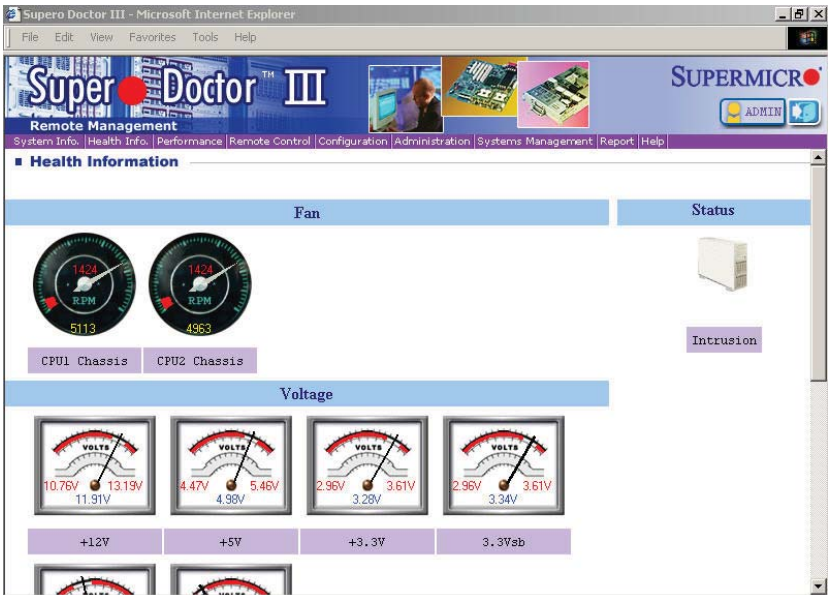 Supero Doctor III - Microsoft Internet Explorer
File Edit View Favorites Tools Help
Super Doctor™ III
SUPERMICR
ADMIN
Remote Management
System Info. Health Info. Performance Remote Control Configuration Administration Systems Management Report Help
Health Information
Fan
Status
1424
RPM
5113
1424
RPM
4963
CPU1 Chassis
CPU2 Chassis
Intrusion
Voltage
VOLTS
10.76V 13.19V
11.91V
VOLTS
4.47V 5.46V
4.98V
VOLTS
2.96V 3.61V
3.28V
VOLTS
2.96V 3.61V
3.34V
+12V
+5V
+3.3V
3.3Vsb
VOLTS
VOLTS